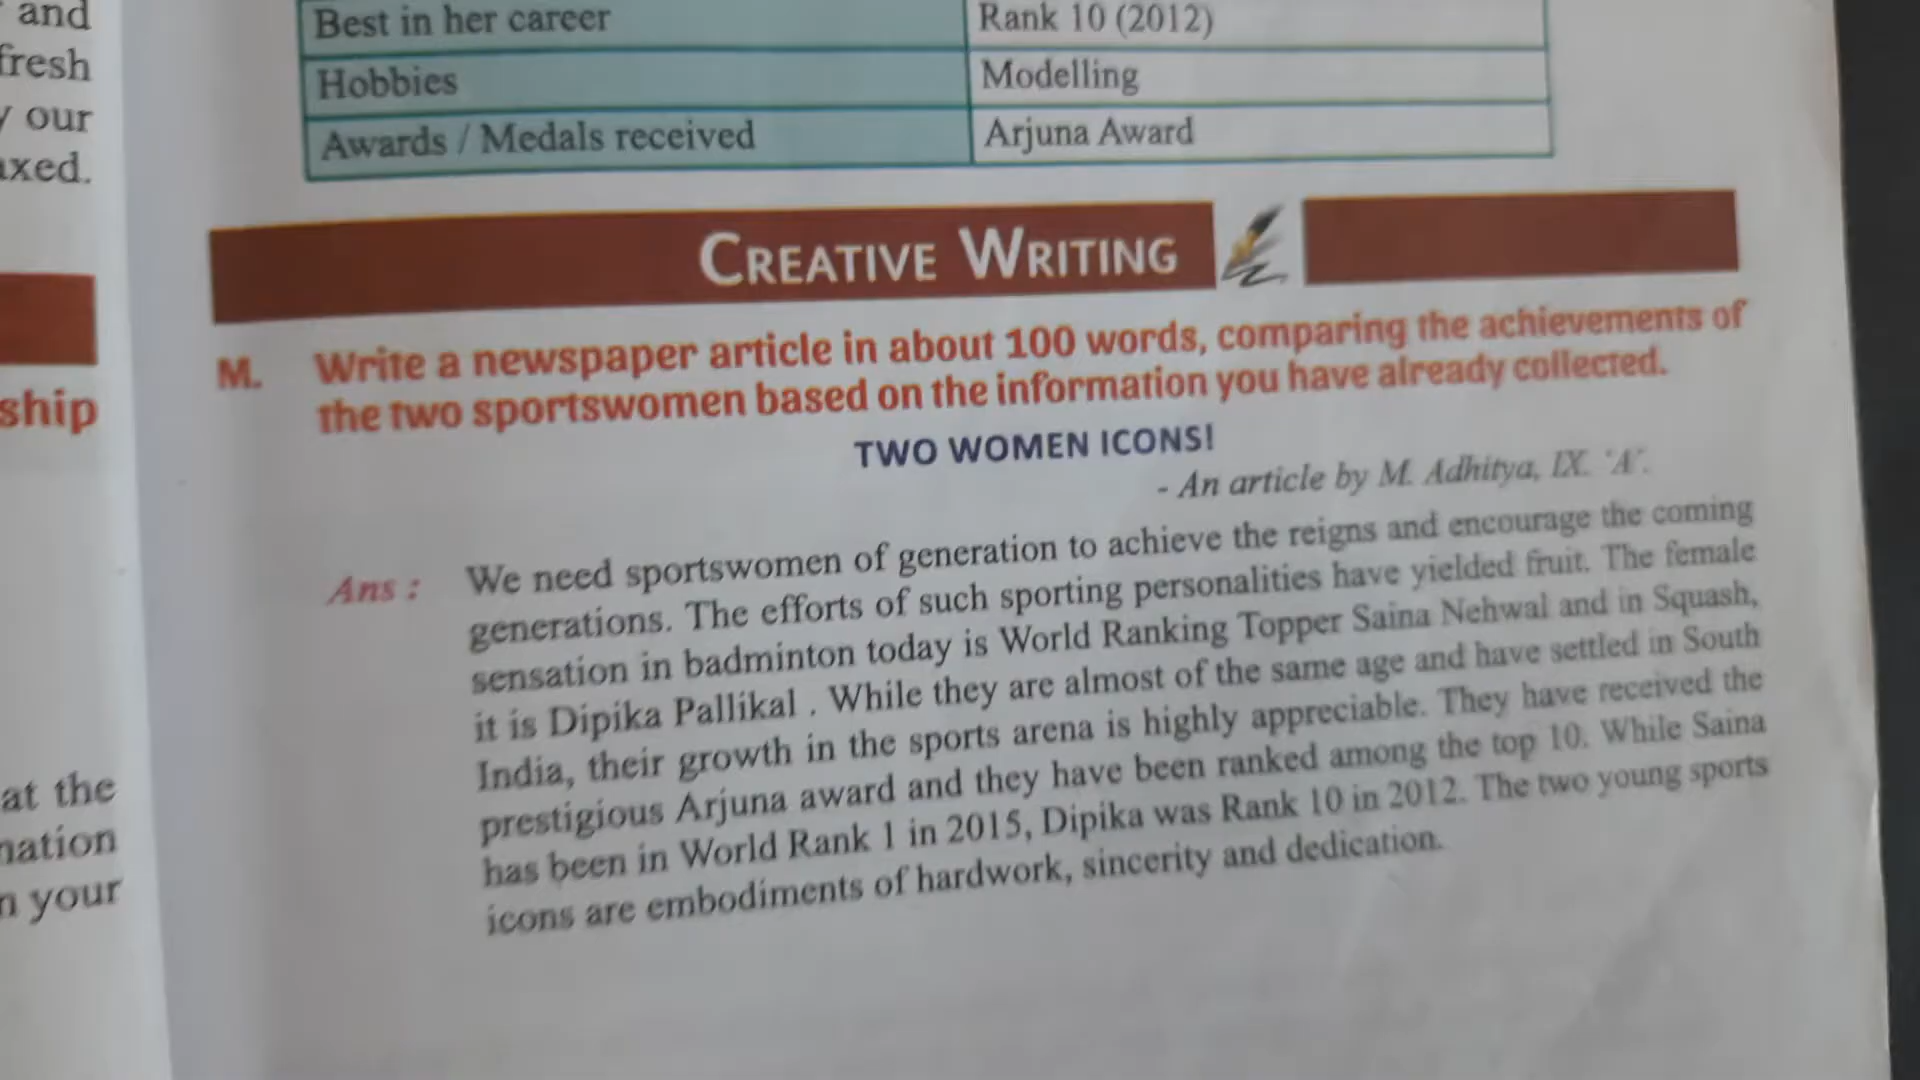 and
fresh
our
axed.
ship
at the
nation
n your
Best in her career Rank 10 (2012)
Hobbies Modelling
Awards / Medals received Arjuna Award
CREATIVE WRITING
M. Write a newspaper article in about 100 words, comparing the achievements of
the two sportswomen based on the information you have already collected.
TWO WOMEN ICONS!
- An article by M. Adhitya, IX. 'A'.
Ans : We need sportswomen of generation to achieve the reigns and encourage the coming
generations. The efforts of such sporting personalities have yielded fruit. The female
sensation in badminton today is World Ranking Topper Saina Nehwal and in Squash,
it is Dipika Pallikal . While they are almost of the same age and have settled in South
India, their growth in the sports arena is highly appreciable. They have received the
prestigious Arjuna award and they have been ranked among the top 10. While Saina
has been in World Rank 1 in 2015, Dipika was Rank 10 in 2012. The two young sports
icons are embodiments of hardwork, sincerity and dedication.